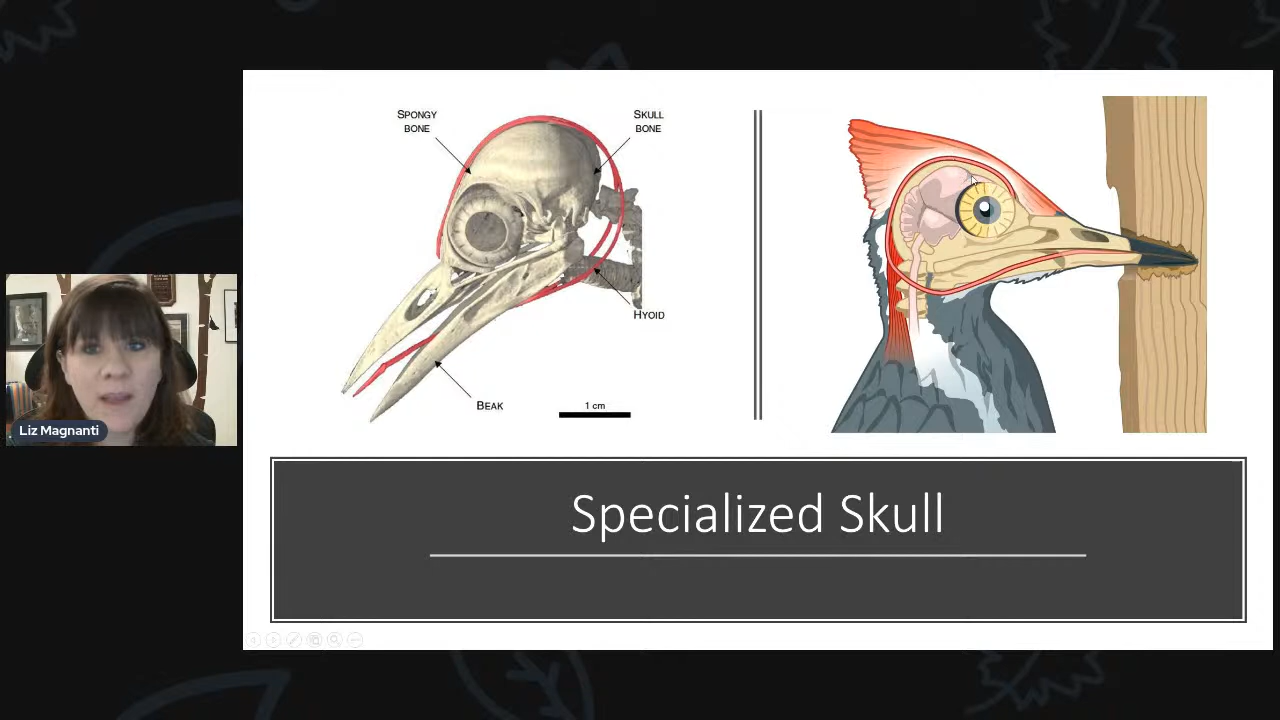 SPONGY
BONE
SKULL
BONE
HYOID
BEAK
1 cm
Liz Magnanti
Specialized Skull